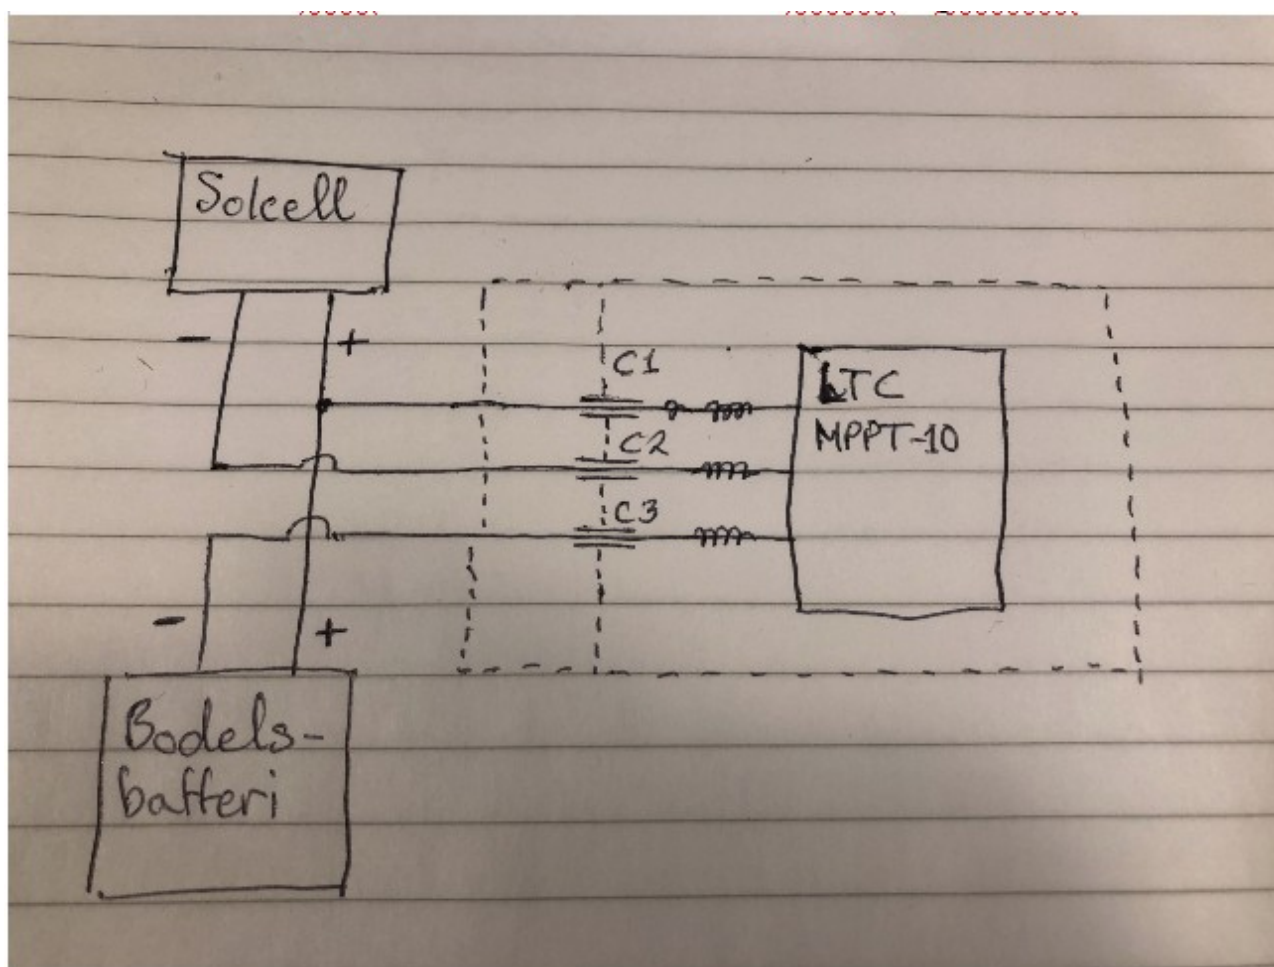 Solcell
- +
C1
LTC
MPPT-10
C2
C3
- +
Bodels-
batteri